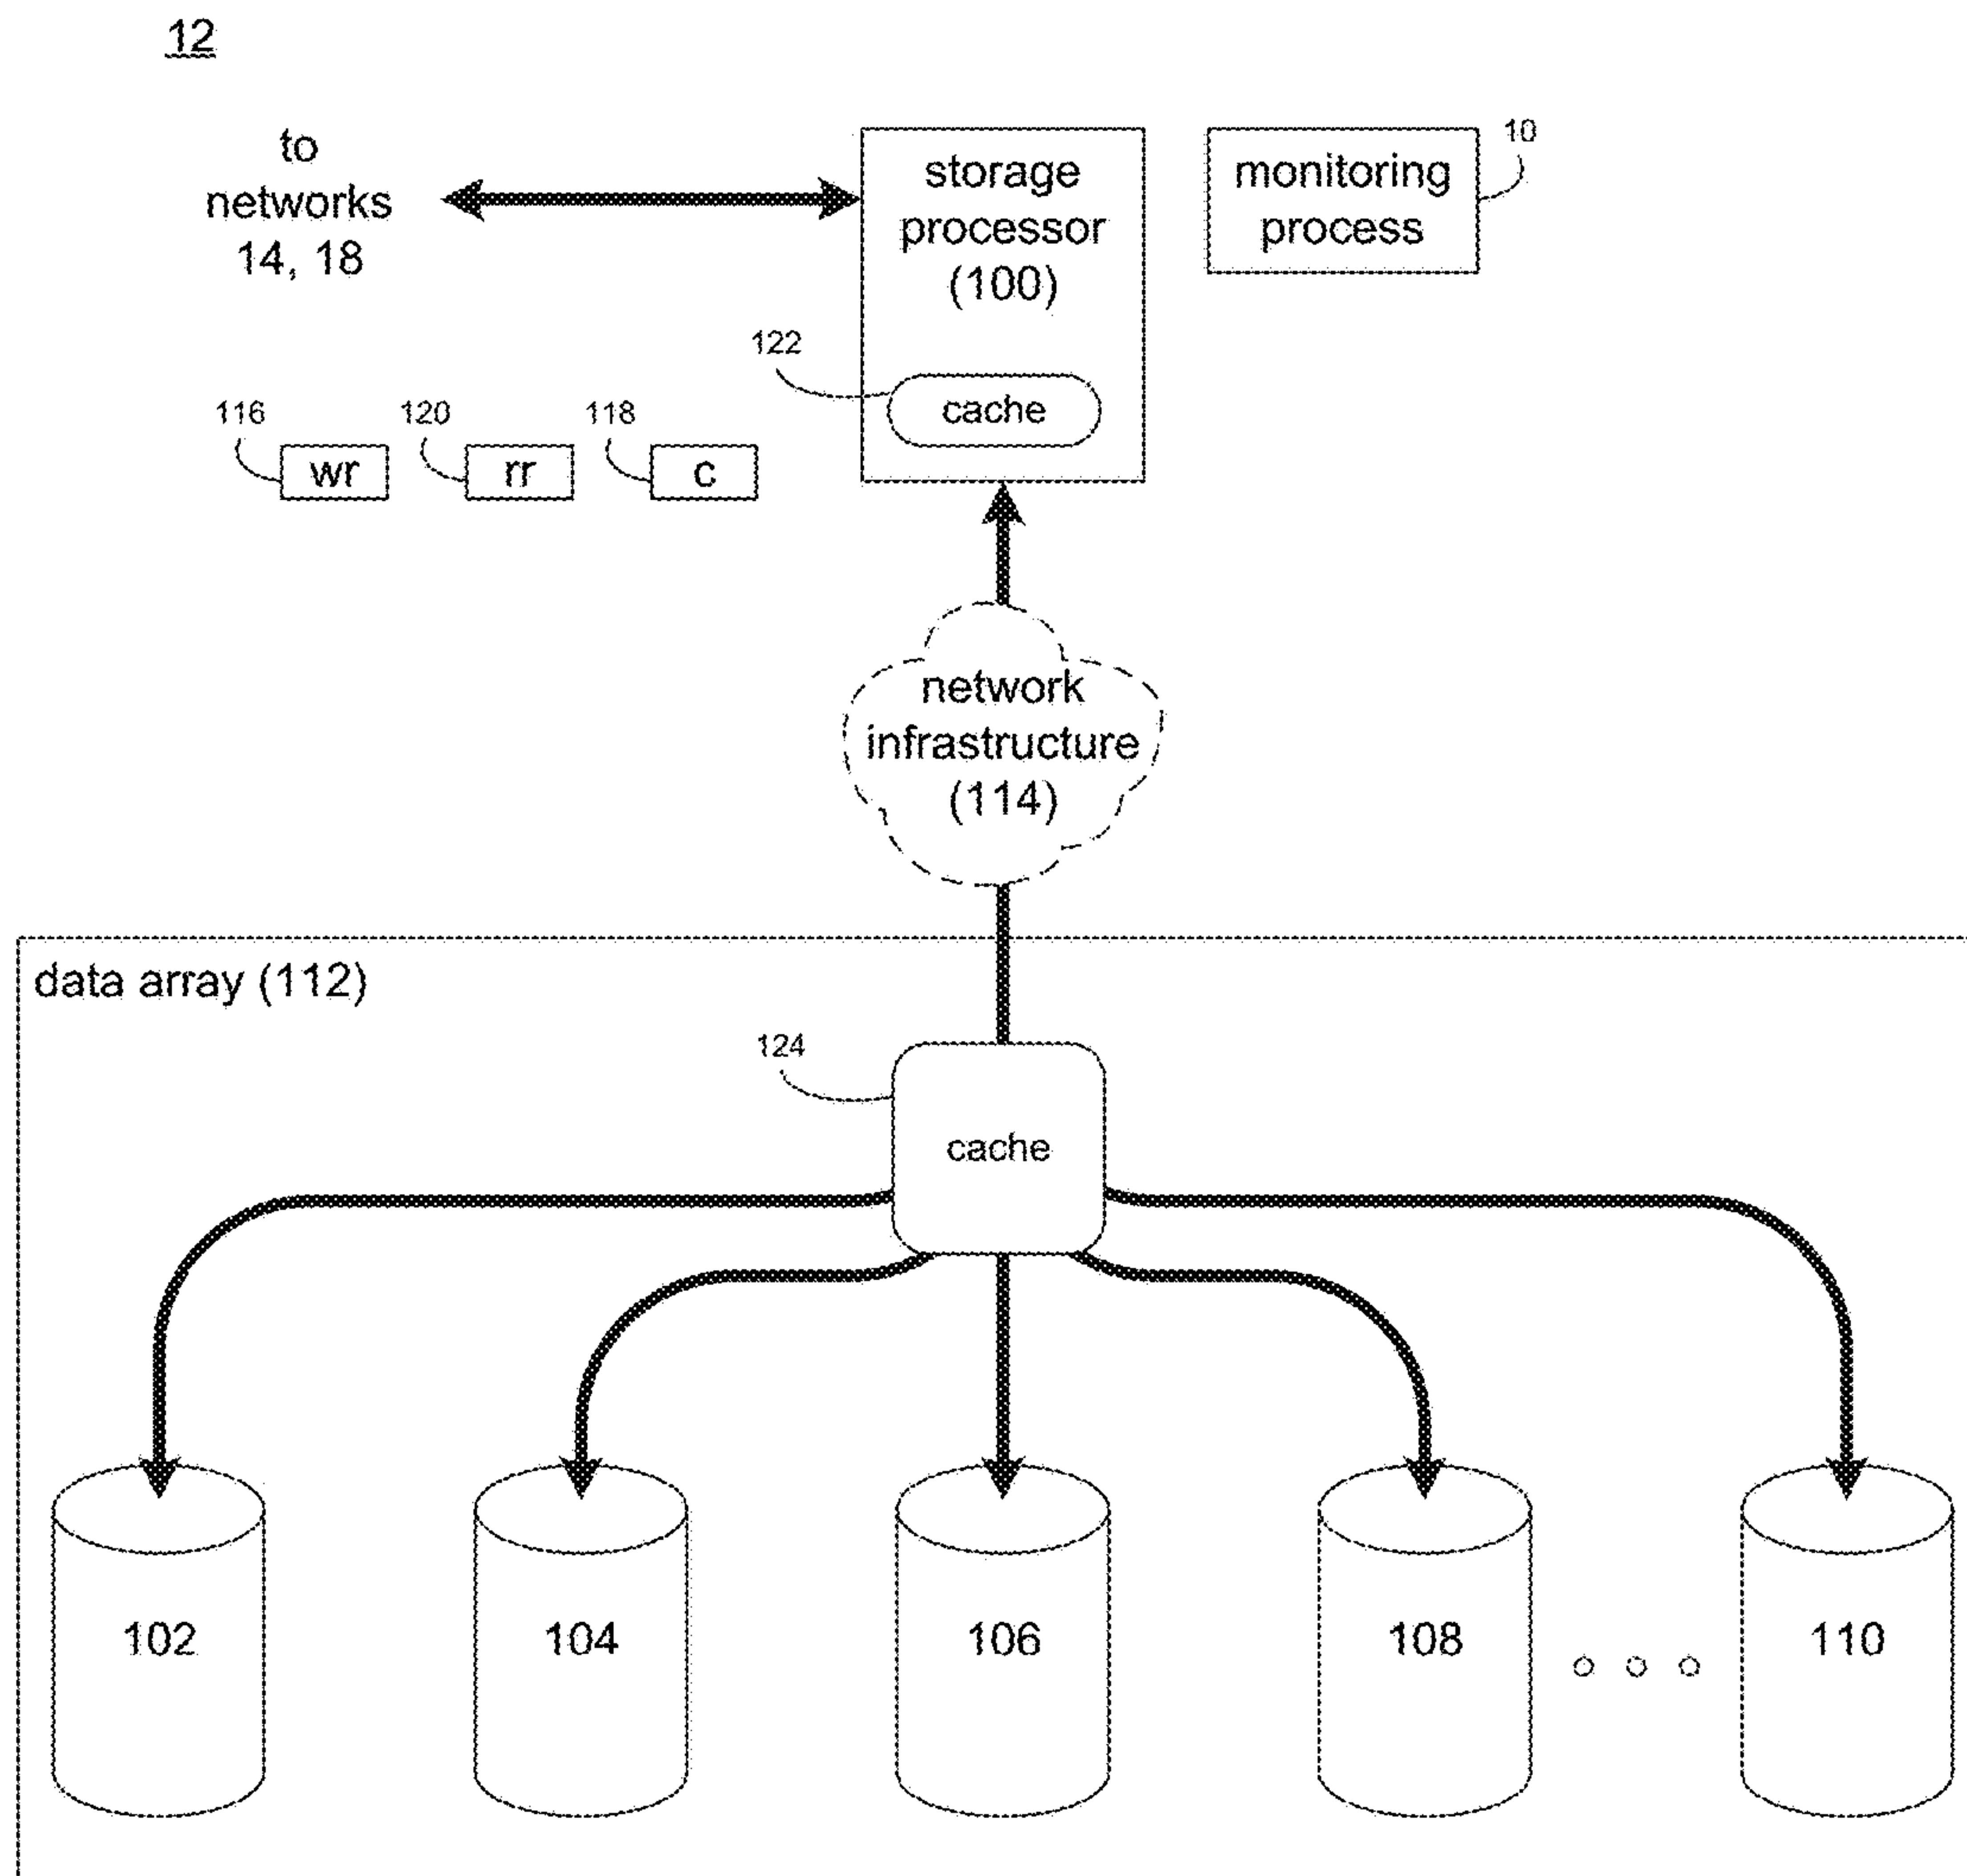 12
to
networks
14, 18
storage
processor
(100)
monitoring
process
10
122
cache
116
wr
120
rr
118
c
network
infrastructure
(114)
data array (112)
124
cache
102
104
106
108
110